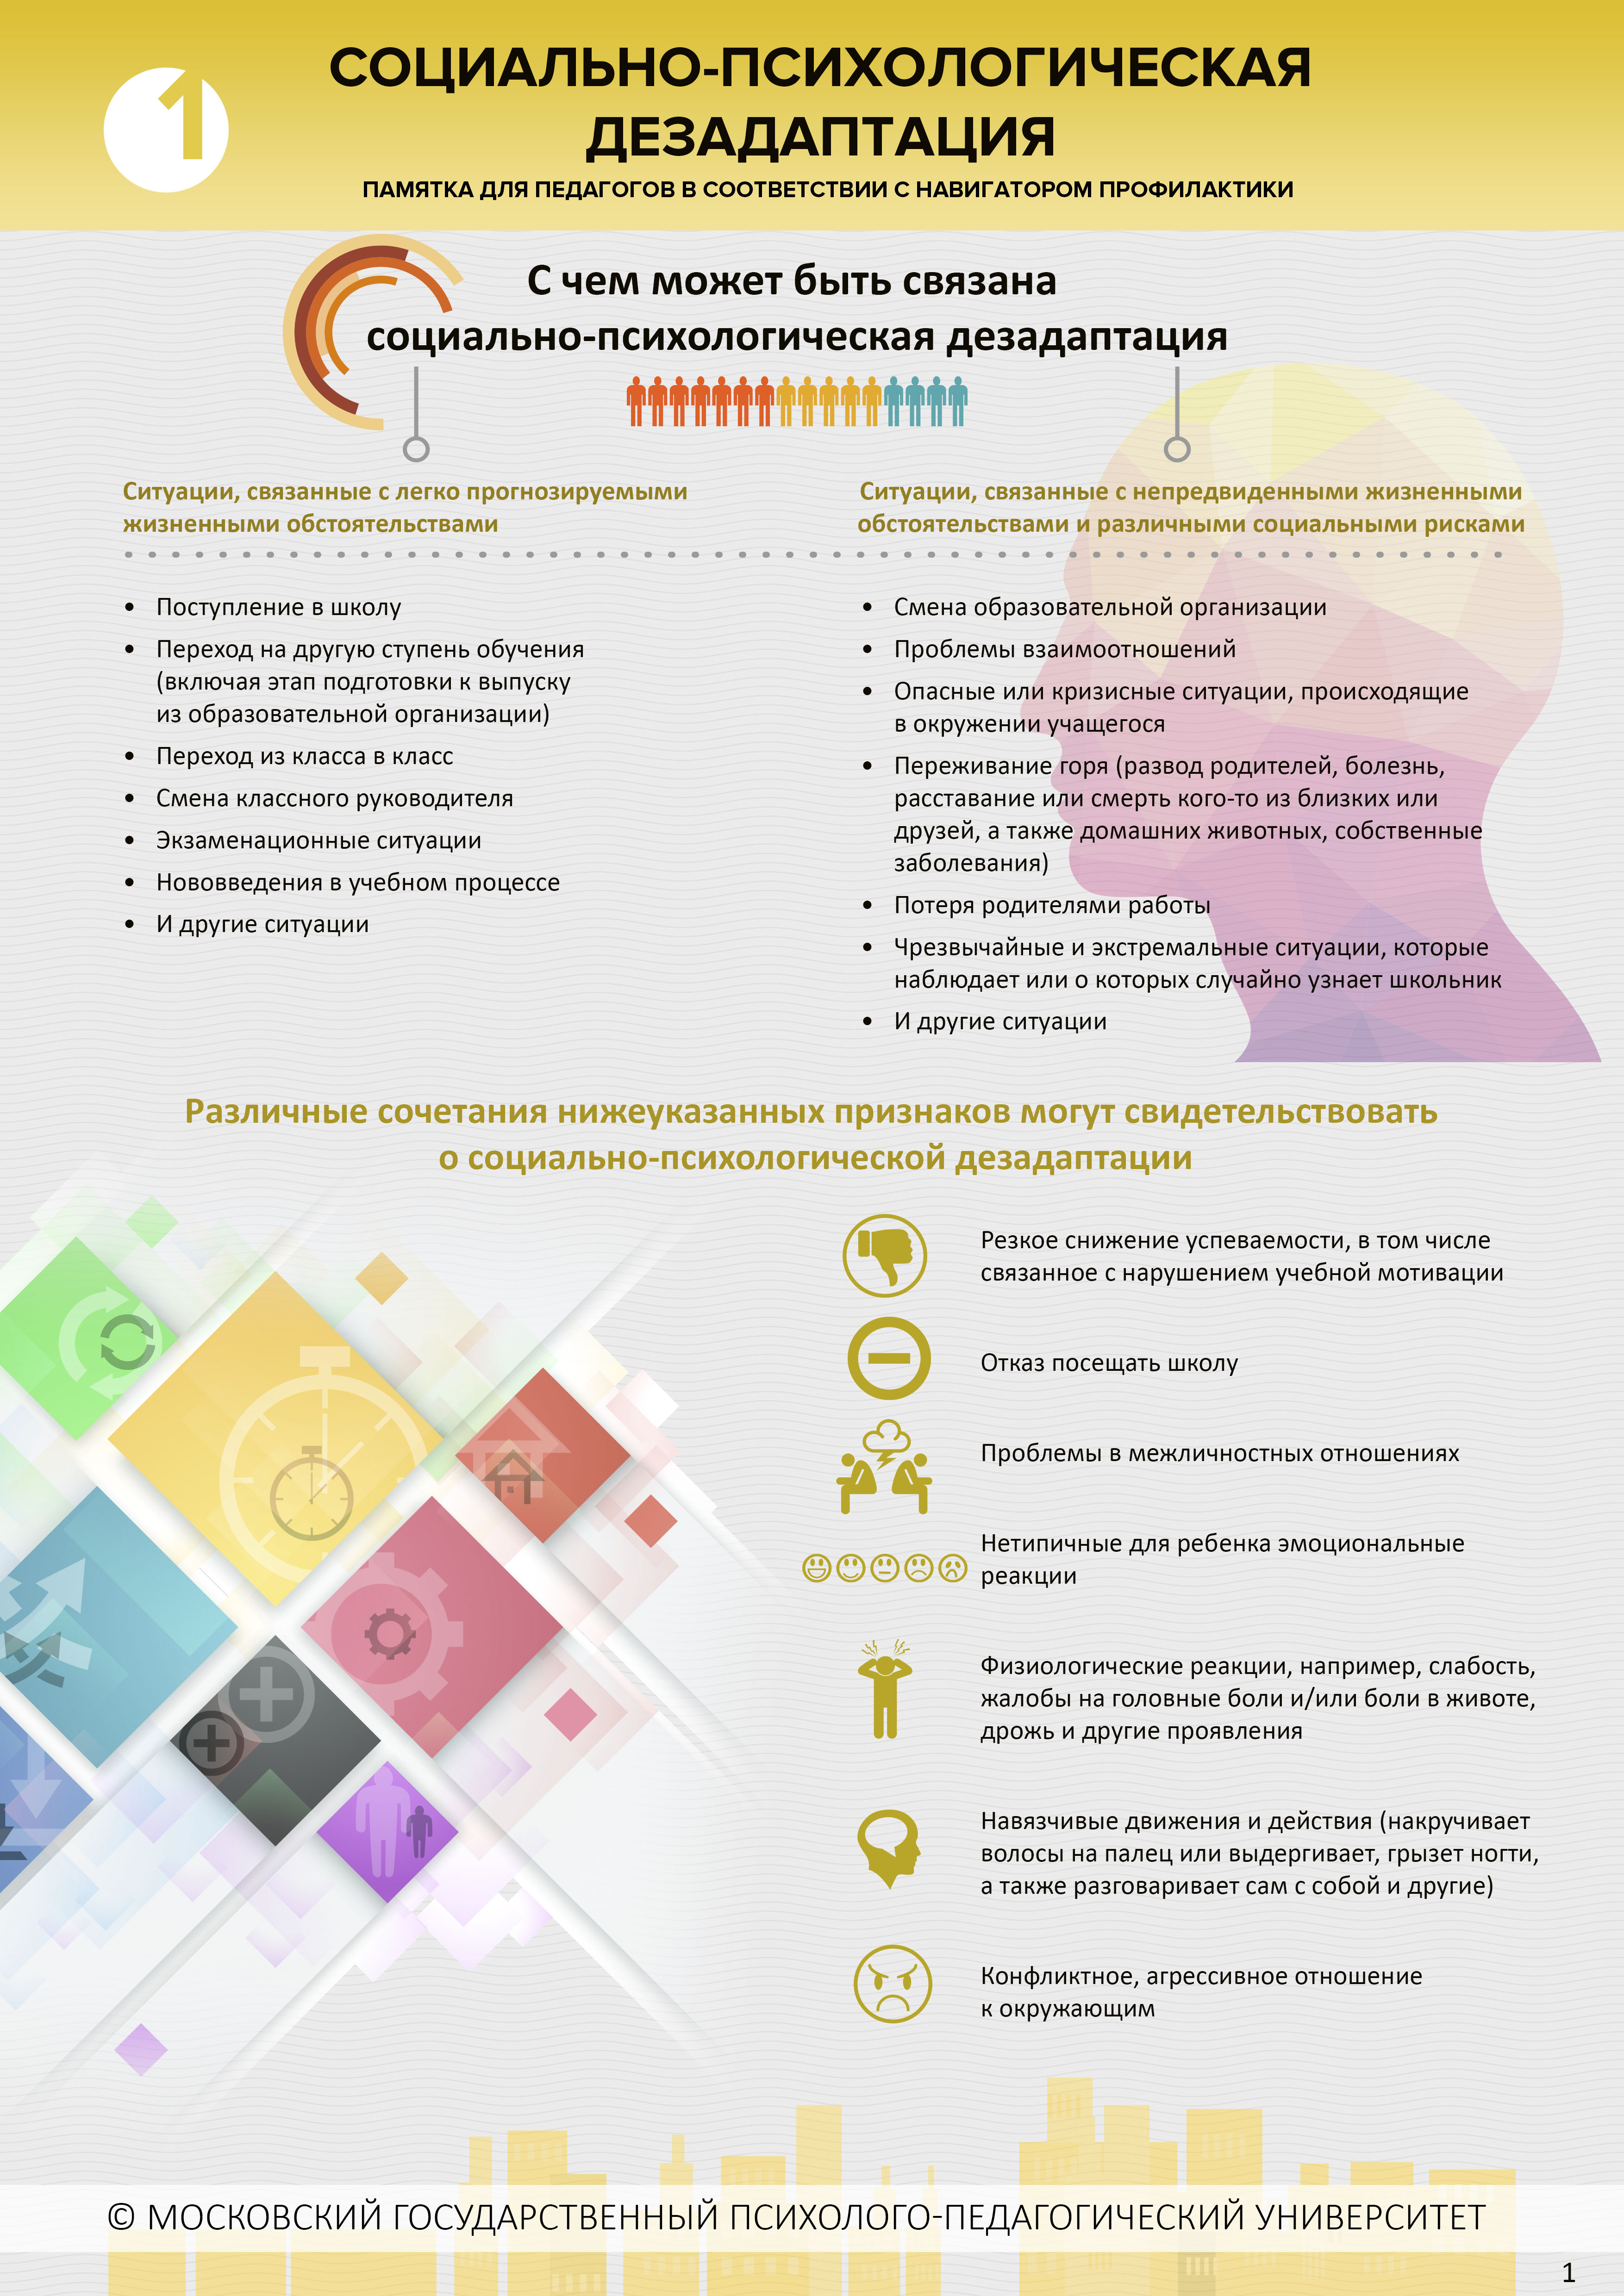 1
СОЦИАЛЬНО-ПСИХОЛОГИЧЕСКАЯ
ДЕЗАДАПТАЦИЯ
ПАМЯТКА ДЛЯ ПЕДАГОГОВ В СООТВЕТСТВИИ С НАВИГАТОРОМ ПРОФИЛАКТИКИ
С чем может быть связана
социально-психологическая дезадаптация
Ситуации, связанные с легко прогнозируемыми
жизненными обстоятельствами
• Поступление в школу
• Переход на другую ступень обучения
(включая этап подготовки к выпуску
из образовательной организации)
• Переход из класса в класс
• Смена классного руководителя
• Экзаменационные ситуации
• Нововведения в учебном процессе
• И другие ситуации
Ситуации, связанные с непредвиденными жизненными
обстоятельствами и различными социальными рисками
• Смена образовательной организации
• Проблемы взаимоотношений
• Опасные или кризисные ситуации, происходящие
в окружении учащегося
• Переживание горя (развод родителей, болезнь,
расставание или смерть кого-то из близких или
друзей, а также домашних животных, собственные
заболевания)
• Потеря родителями работы
• Чрезвычайные и экстремальные ситуации, которые
наблюдает или о которых случайно узнает школьник
• И другие ситуации
Различные сочетания нижеуказанных признаков могут свидетельствовать
о социально-психологической дезадаптации
Резкое снижение успеваемости, в том числе
связанное с нарушением учебной мотивации
Отказ посещать школу
Проблемы в межличностных отношениях
Нетипичные для ребенка эмоциональные
реакции
Физиологические реакции, например, слабость,
жалобы на головные боли и/или боли в животе,
дрожь и другие проявления
Навязчивые движения и действия (накручивает
волосы на палец или выдергивает, грызет ногти,
а также разговаривает сам с собой и другие)
Конфликтное, агрессивное отношение
к окружающим
© МОСКОВСКИЙ ГОСУДАРСТВЕННЫЙ ПСИХОЛОГО-ПЕДАГОГИЧЕСКИЙ УНИВЕРСИТЕТ
1